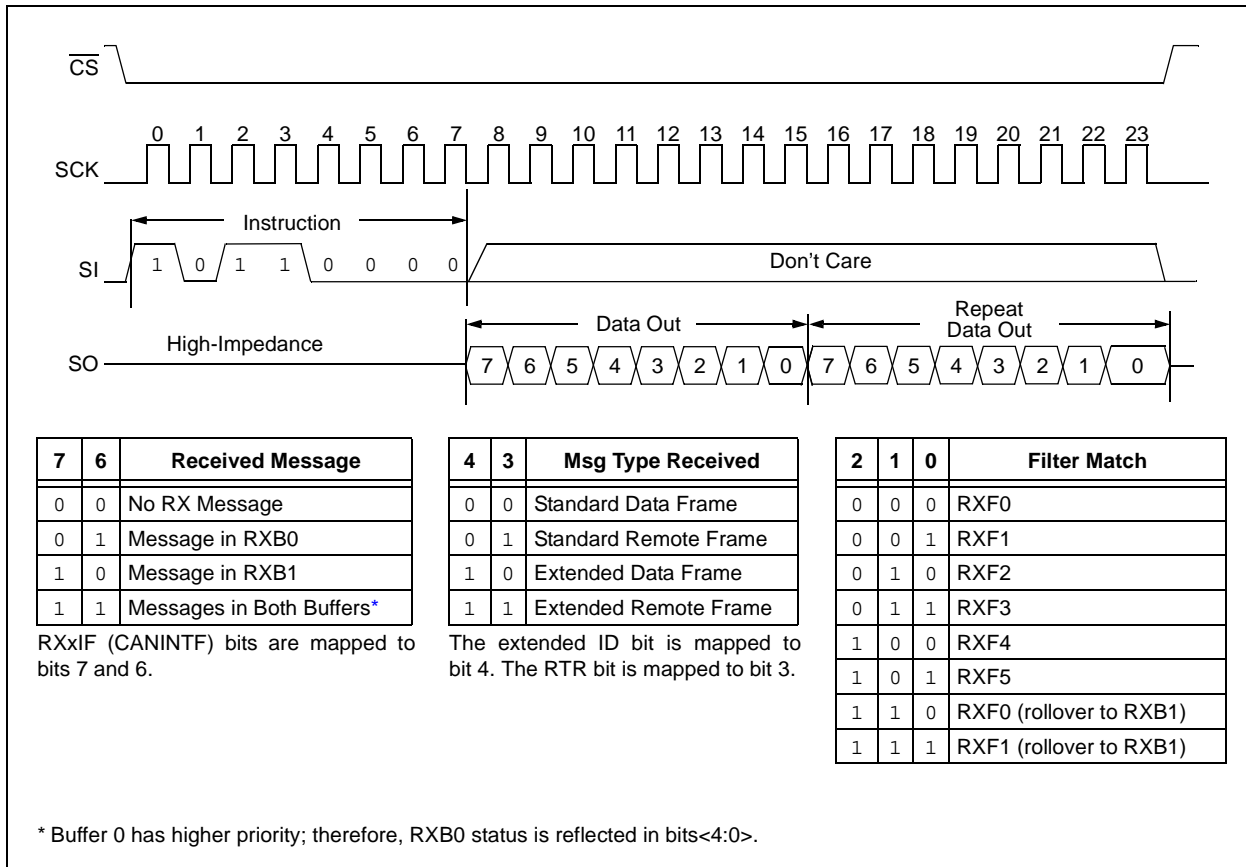 CS
0 1 2 3 4 5 6 7 8 9 10 11 12 13 14 15 16 17 18 19 20 21 22 23
SCK
Instruction
SI 1 0 1 1 0 0 0 0 Don't Care
Data Out
Repeat
Data Out
High-Impedance
SO 7 6 5 4 3 2 1 0 7 6 5 4 3 2 1 0
7 6 Received Message
0 0 No RX Message
0 1 Message in RXB0
1 0 Message in RXB1
1 1 Messages in Both Buffers*
RXxIF (CANINTF) bits are mapped to
bits 7 and 6.
4 3 Msg Type Received
0 0 Standard Data Frame
0 1 Standard Remote Frame
1 0 Extended Data Frame
1 1 Extended Remote Frame
The extended ID bit is mapped to
bit 4. The RTR bit is mapped to bit 3.
2 1 0 Filter Match
0 0 0 RXF0
0 0 1 RXF1
0 1 0 RXF2
0 1 1 RXF3
1 0 0 RXF4
1 0 1 RXF5
1 1 0 RXF0 (rollover to RXB1)
1 1 1 RXF1 (rollover to RXB1)
* Buffer 0 has higher priority; therefore, RXB0 status is reflected in bits<4:0>.